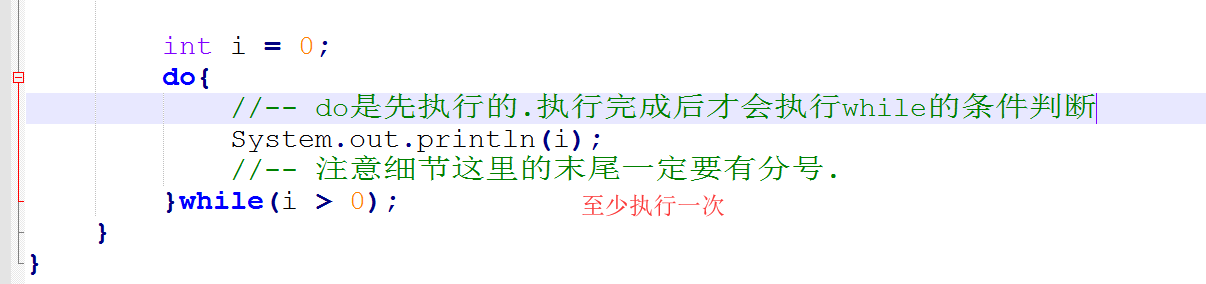 int i = 0;
do{
//-- do是先执行的.执行完成后才会执行while的条件判断
System.out.println(i);
//-- 注意细节这里的末尾一定要有分号.
}while(i > 0); 至少执行一次
}
}